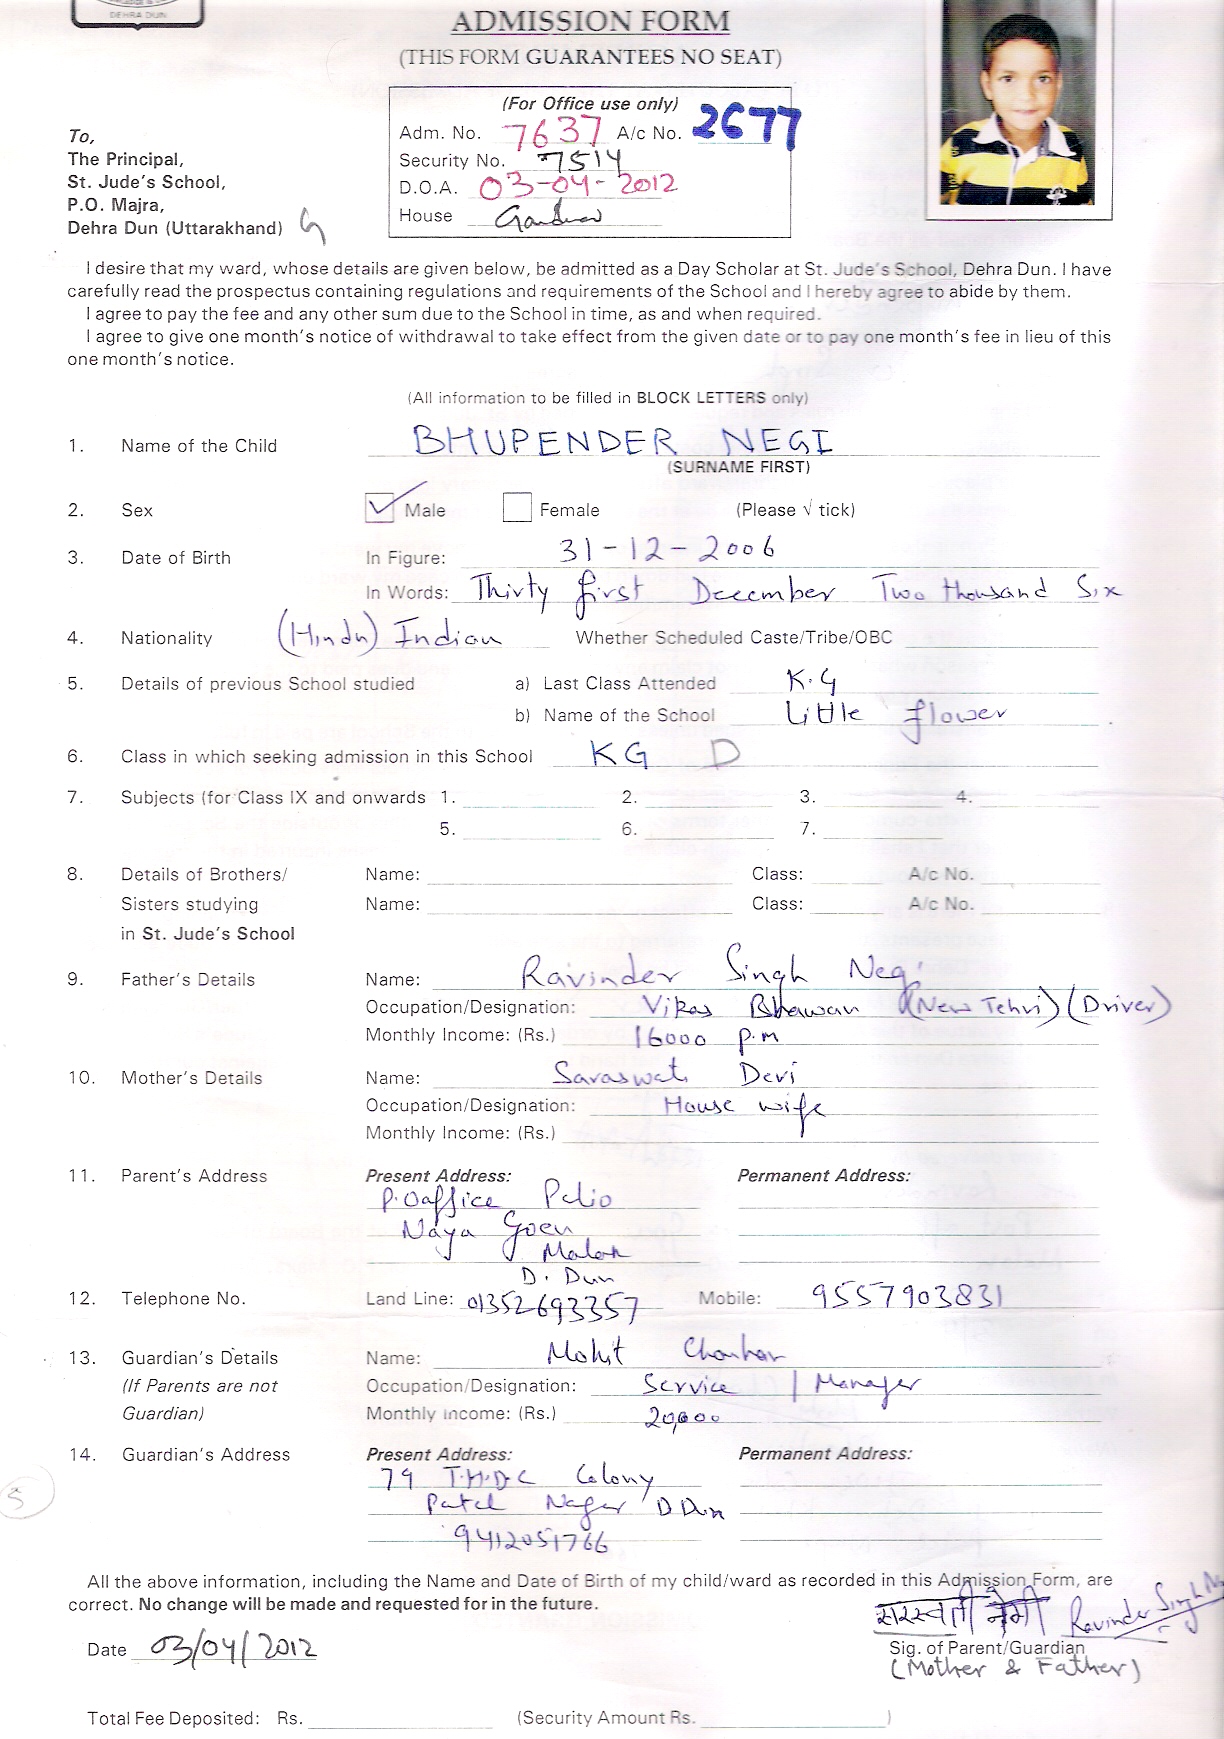 DEHRA DUN
ADMISSION FORM
(THIS FORM GUARANTEES NO SEAT)
(For Office use only)
Adm. No. 7637 A/c No. 2677
Security No. 7514
D.O.A. 03-04-2012
House
To,
The Principal,
St. Jude's School,
P.O. Majra,
Dehra Dun (Uttarakhand)
I desire that my ward, whose details are given below, be admitted as a Day Scholar at St. Jude's School, Dehra Dun. I have
carefully read the prospectus containing regulations and requirements of the School and I hereby agree to abide by them.
I agree to pay the fee and any other sum due to the School in time, as and when required.
I agree to give one month's notice of withdrawal to take effect from the given date or to pay one month's fee in lieu of this
one month's notice.
(All information to be filled in BLOCK LETTERS only)
1. Name of the Child BHUPENDER NEGI
(SURNAME FIRST)
2. Sex Male Female (Please √ tick)
3. Date of Birth In Figure: 31-12-2006
In Words: Thirty first December Two thousand Six
4. Nationality (Hindu) Indian Whether Scheduled Caste/Tribe/OBC
5. Details of previous School studied a) Last Class Attended K.G
b) Name of the School Little flower
6. Class in which seeking admission in this School KG D
7. Subjects (for Class IX and onwards 1. 2. 3. 4.
5. 6. 7.
8. Details of Brothers/ Name: Class: A/c No.
Sisters studying Name: Class: A/c No.
in St. Jude's School
9. Father's Details Name: Ravinder Singh Negi
Occupation/Designation: Vikas Bhawan (New Tehri) (Driver)
Monthly Income: (Rs.) 16000 p.m
10. Mother's Details Name: Saraswati Devi
Occupation/Designation: House wife
Monthly Income: (Rs.)
11. Parent's Address Present Address: Permanent Address:
P.Oaffice Pelio
Naya Goen
D. Dun
12. Telephone No. Land Line: 01352693357 Mobile: 9557903831
13. Guardian's Details Name: Mohit Chauhan
(If Parents are not Occupation/Designation: Service / Manager
Guardian) Monthly Income: (Rs.) 20,000
14. Guardian's Address Present Address: Permanent Address:
79 T.H.D.C Colony
Patel Nagar D Dun
9412051766
5
All the above information, including the Name and Date of Birth of my child/ward as recorded in this Admission Form, are
correct. No change will be made and requested for in the future.
सरस्वती नेगी Ravinder Singh Negi
Date 03/04/2012 Sig. of Parent/Guardian
(Mother & Father)
Total Fee Deposited: Rs. (Security Amount Rs. )